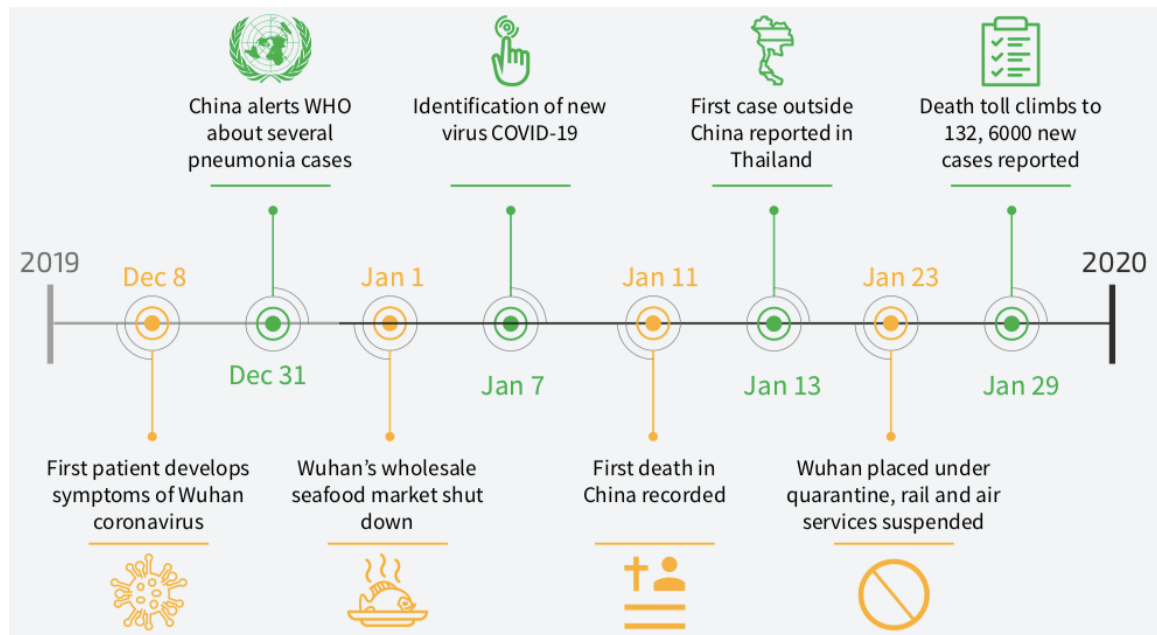 China alerts WHO
about several
pneumonia cases
Identification of new
virus COVID-19
First case outside
China reported in
Thailand
Death toll climbs to
132, 6000 new
cases reported
2019
Dec 8
Jan 1
Jan 11
Jan 23
2020
Dec 31
Jan 7
Jan 13
Jan 29
First patient develops
symptoms of Wuhan
coronavirus
Wuhan's wholesale
seafood market shut
down
First death in
China recorded
Wuhan placed under
quarantine, rail and air
services suspended